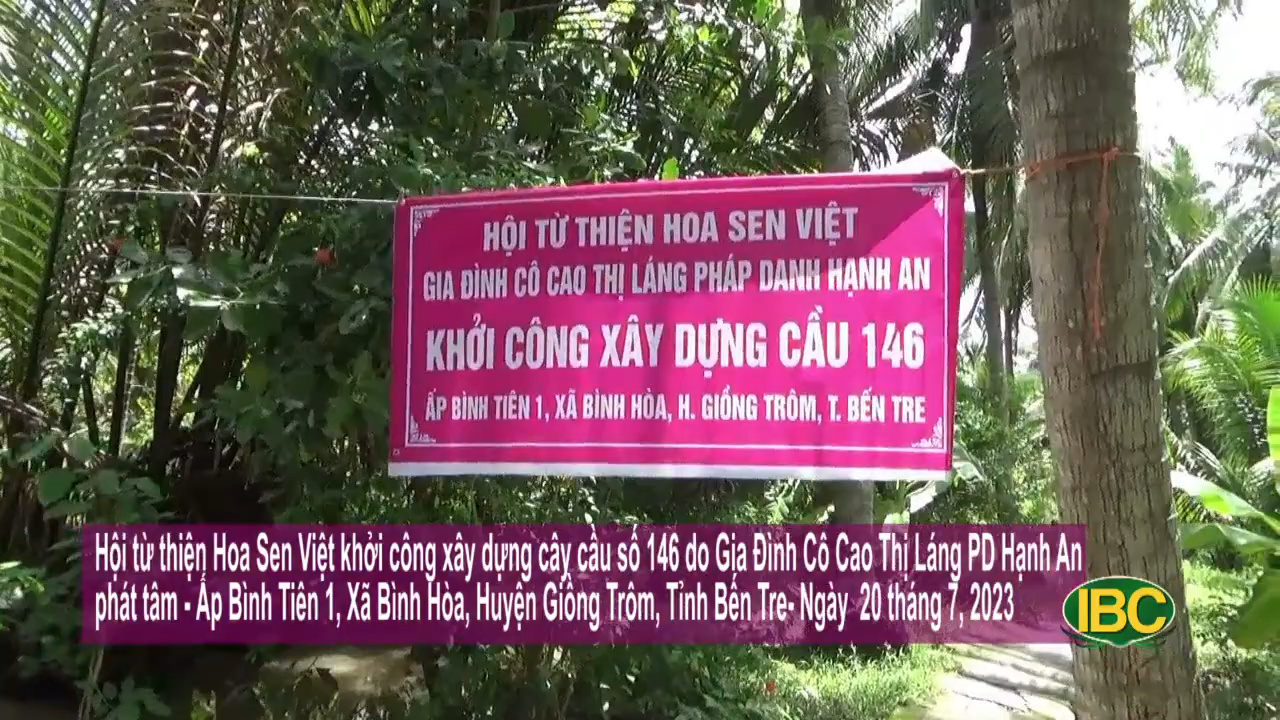 HỘI TỪ THIỆN HOA SEN VIỆT
GIA ĐÌNH CÔ CAO THỊ LÁNG PHÁP DANH HẠNH AN
KHỞI CÔNG XÂY DỰNG CẦU 146
ẤP BÌNH TIÊN 1, XÃ BÌNH HÒA, H. GIỒNG TRÔM, T. BẾN TRE
Hội từ thiện Hoa Sen Việt khởi công xây dựng cây cầu số 146 do Gia Đình Cô Cao Thị Láng PD Hạnh An
phát tâm - Ấp Bình Tiên 1, Xã Bình Hòa, Huyện Giồng Trôm, Tỉnh Bến Tre- Ngày 20 tháng 7, 2023
IBC